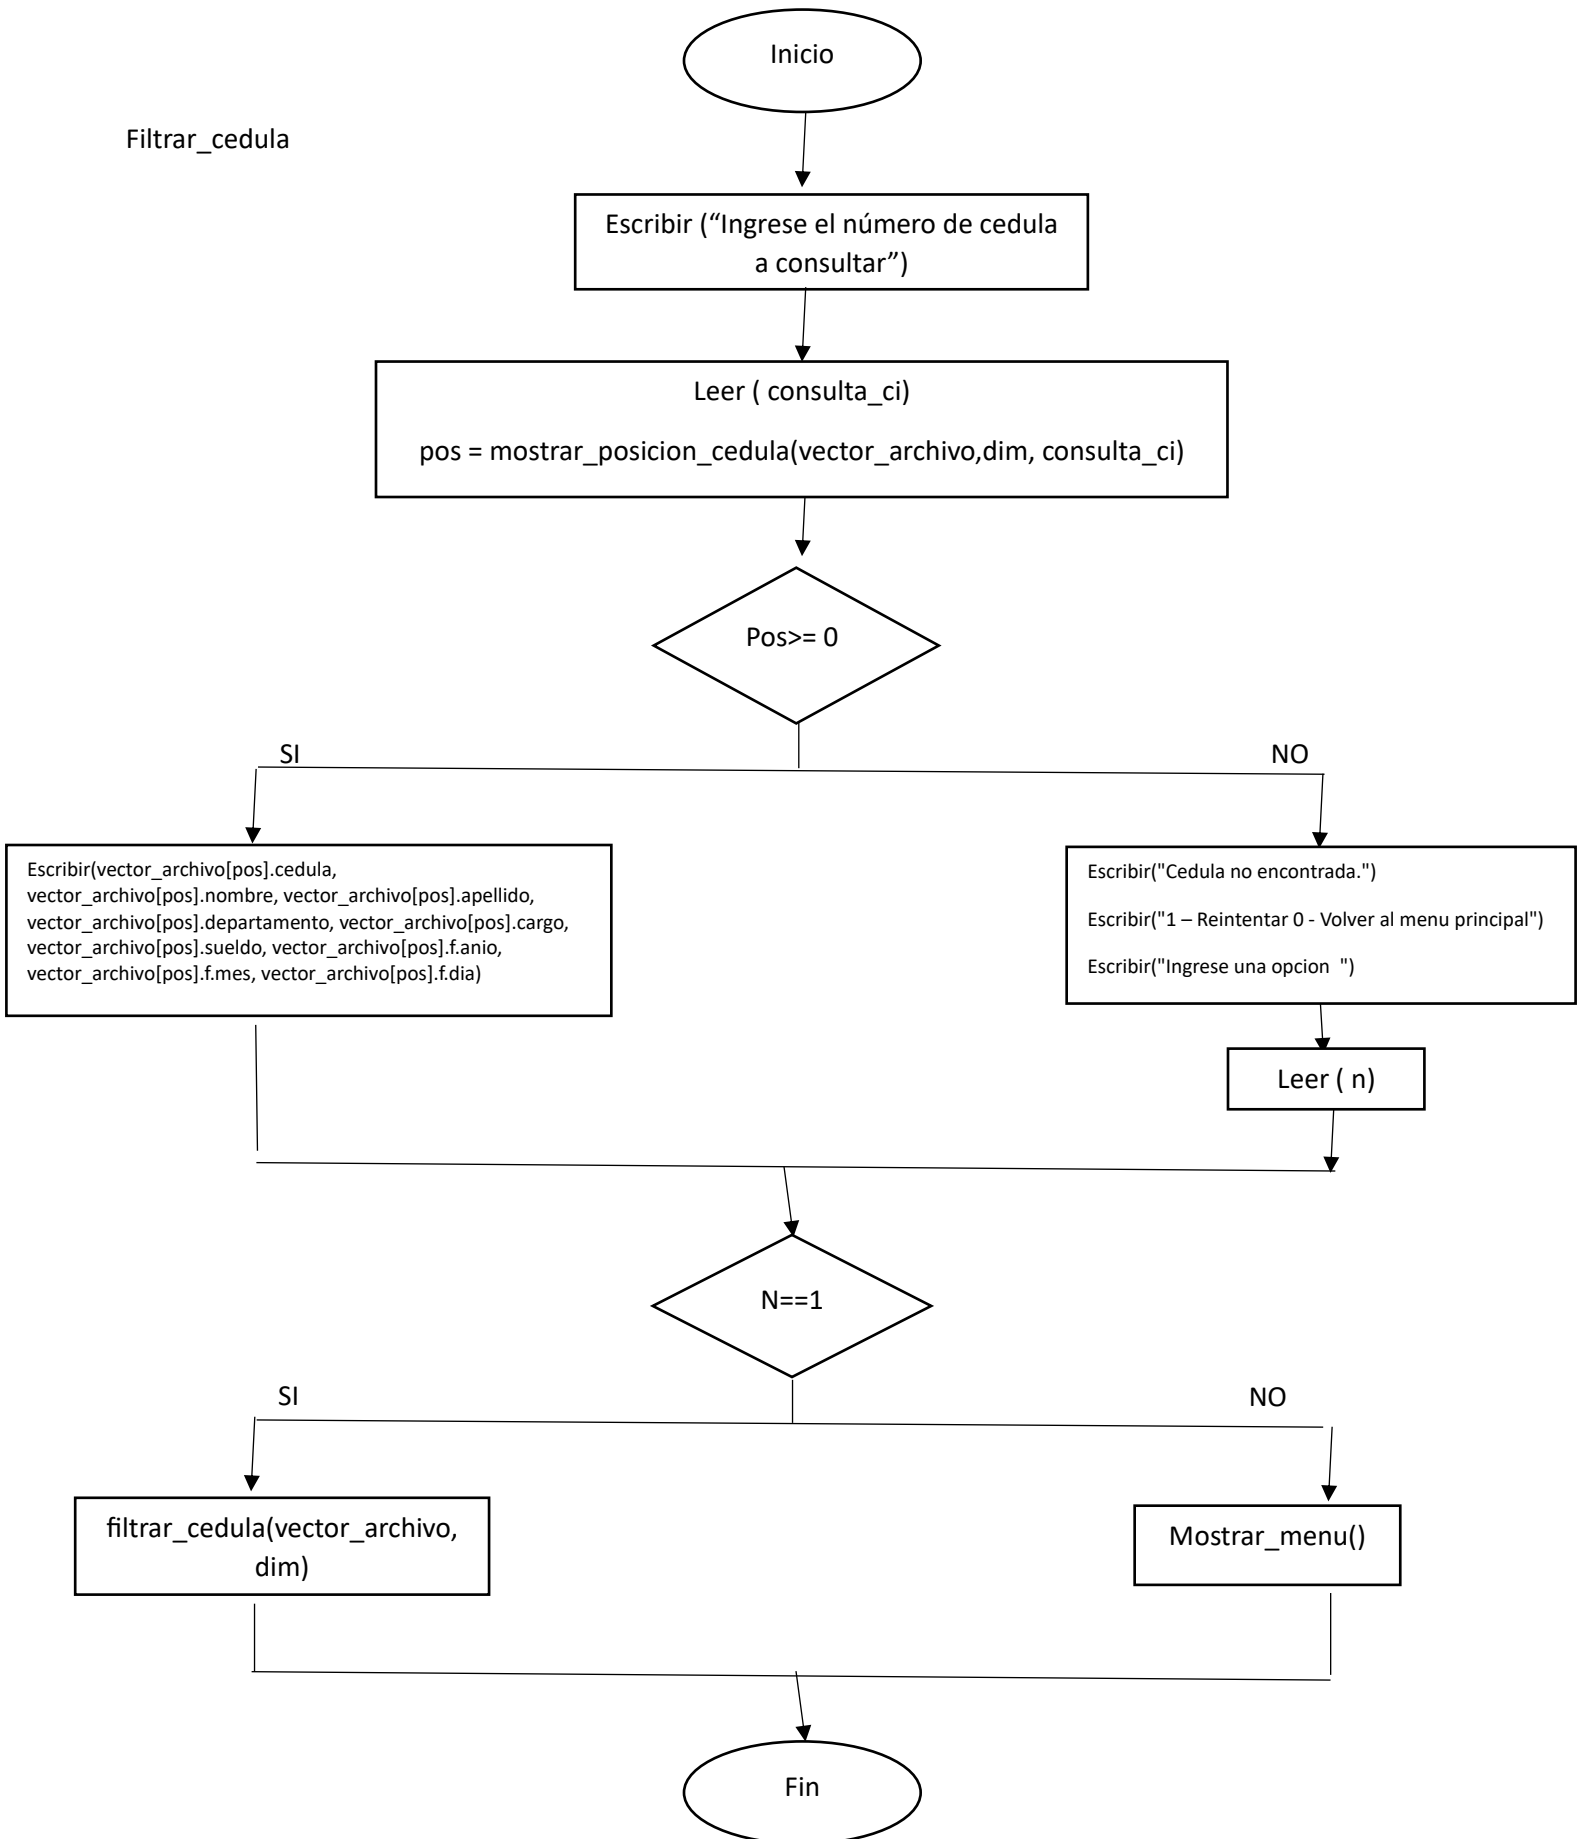 Inicio
Filtrar_cedula
Escribir (“Ingrese el número de cedula
a consultar”)
Leer ( consulta_ci)
pos = mostrar_posicion_cedula(vector_archivo,dim, consulta_ci)
Pos>= 0
SI
NO
Escribir(vector_archivo[pos].cedula,
vector_archivo[pos].nombre, vector_archivo[pos].apellido,
vector_archivo[pos].departamento, vector_archivo[pos].cargo,
vector_archivo[pos].sueldo, vector_archivo[pos].f.anio,
vector_archivo[pos].f.mes, vector_archivo[pos].f.dia)
Escribir("Cedula no encontrada.")
Escribir("1 – Reintentar 0 - Volver al menu principal")
Escribir("Ingrese una opcion  ")
Leer ( n)
N==1
SI
NO
filtrar_cedula(vector_archivo,
dim)
Mostrar_menu()
Fin